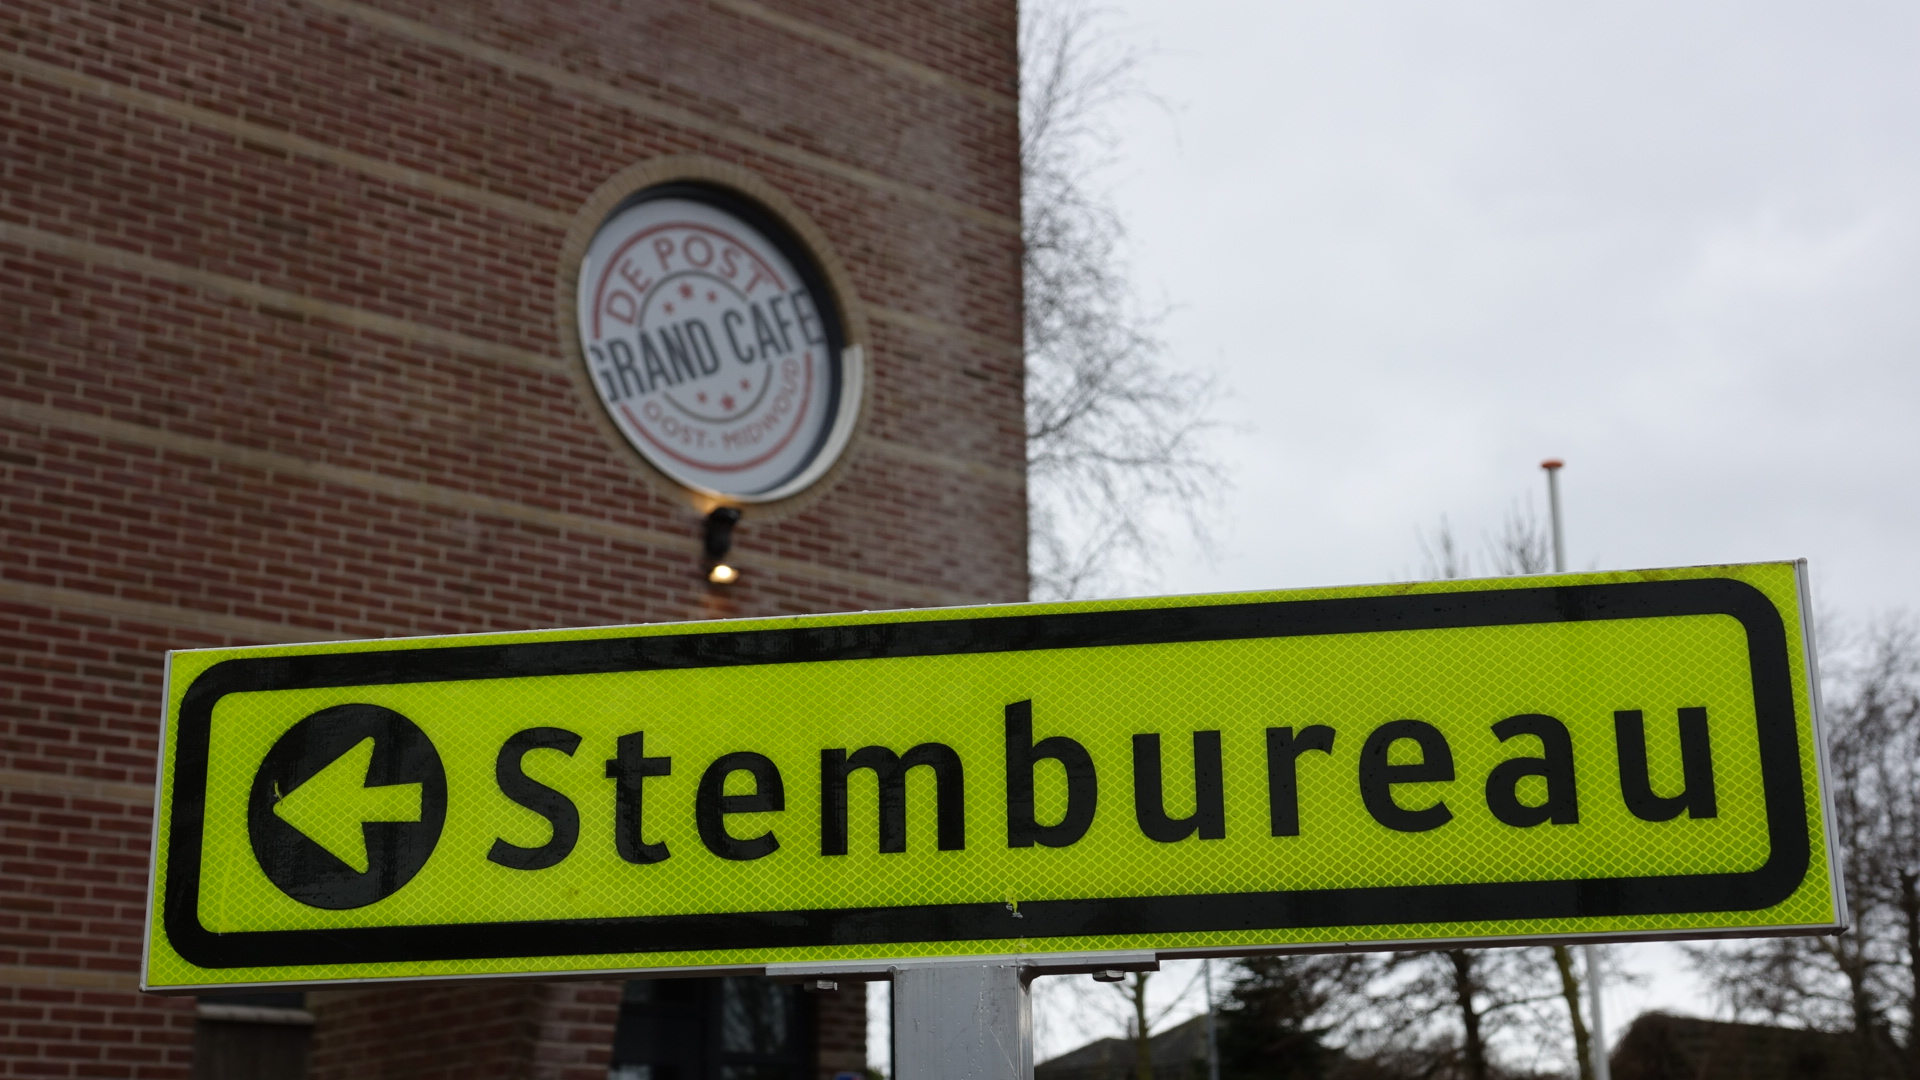 DE POST
GRAND CAFE
OOST-MIDWOUD
Stembureau